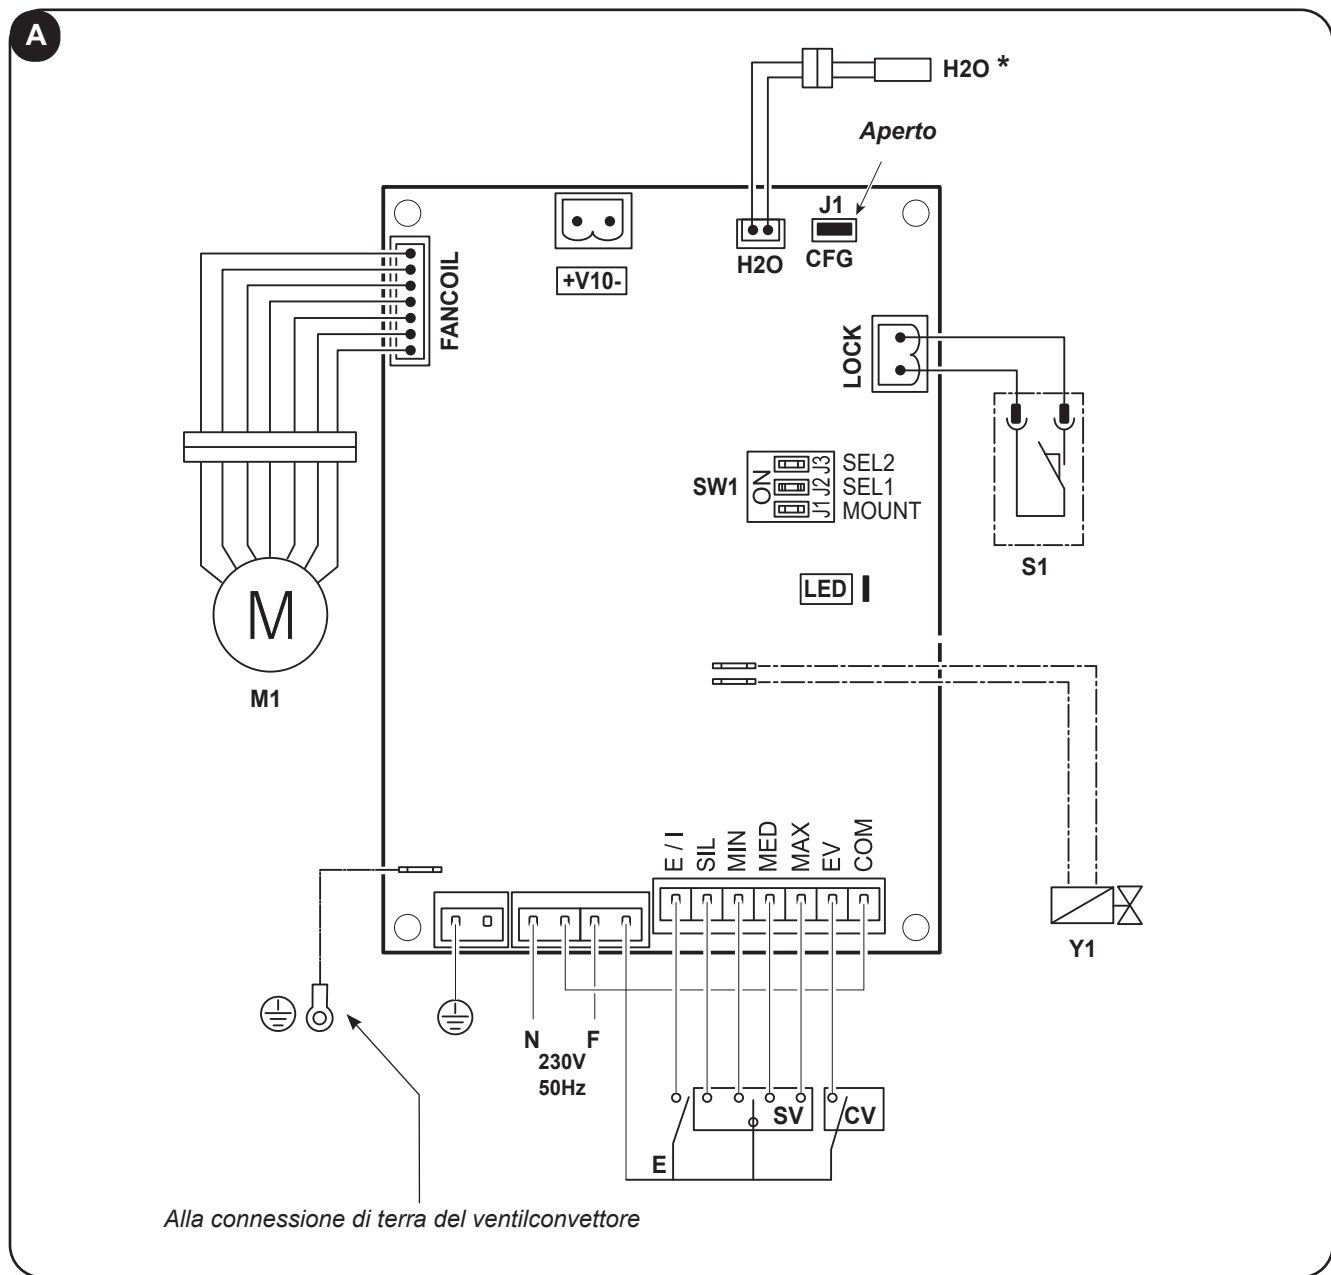 A
H2O *
Aperto
J1
H2O
CFG
+V10-
FANCOIL
LOCK
SW1
ON
J3 SEL2
J2 SEL1
J1 MOUNT
S1
LED
M
M1
E / I
SIL
MIN
MED
MAX
EV
COM
Y1
N F
230V
50Hz
SV
CV
E
Alla connessione di terra del ventilconvettore